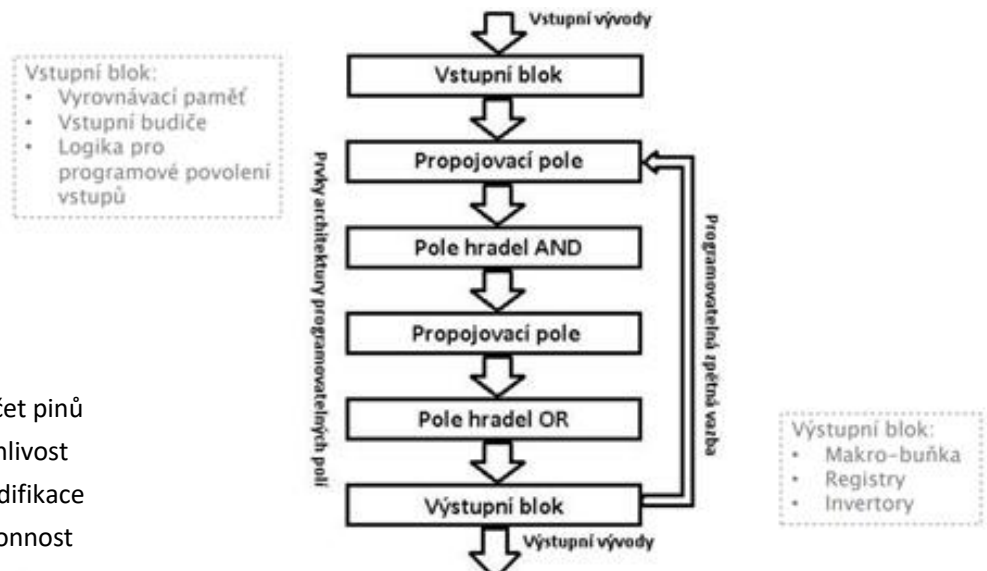 Vstupní vývody
Vstupní blok:
• Vyrovnávací paměť
• Vstupní budiče
• Logika pro
programové povolení
vstupů
Vstupní blok
Propojovací pole
Pole hradel AND
Propojovací pole
Pole hradel OR
Výstupní blok
Výstupní vývody
Prvky architektury programovatelných polí
Programovatelná zpětná vazba
Výstupní blok:
• Makro-buňka
• Registry
• Invertory